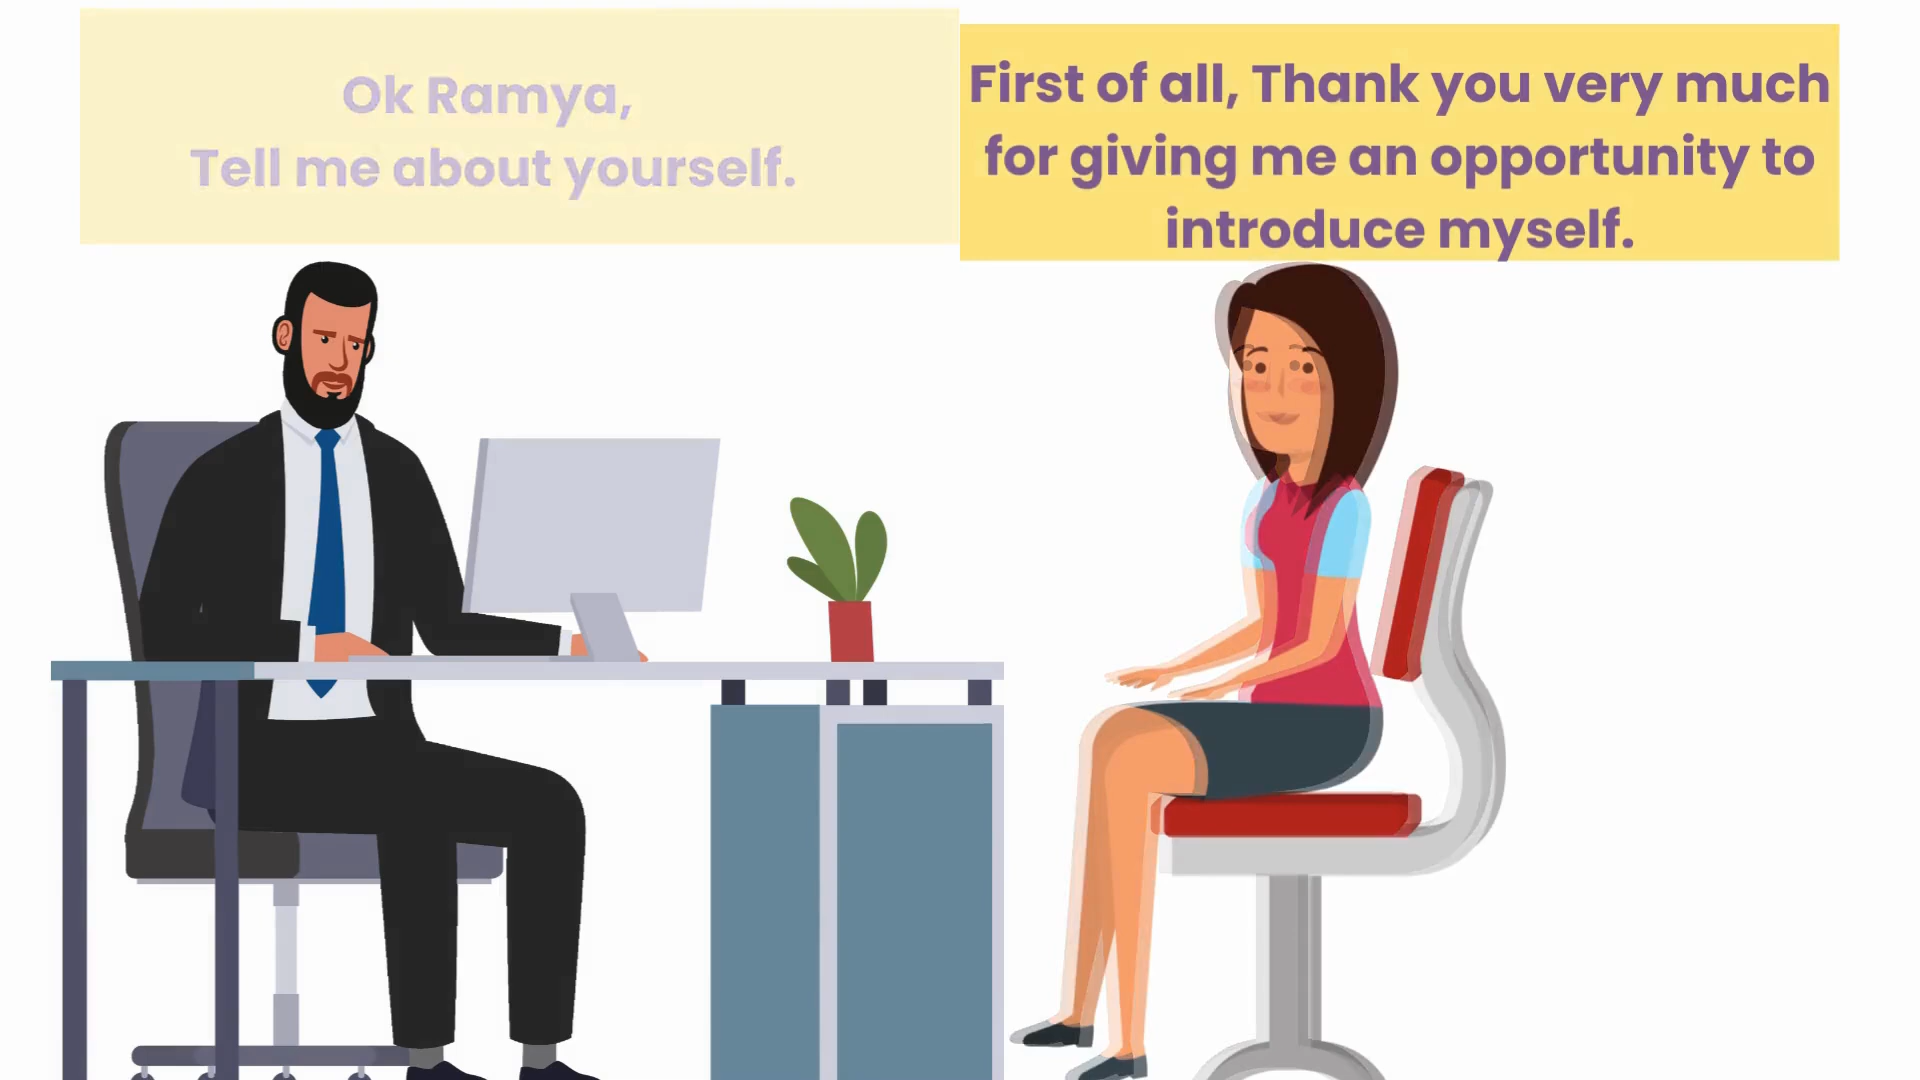 Ok Ramya,
Tell me about yourself.
First of all, Thank you very much
for giving me an opportunity to
introduce myself.